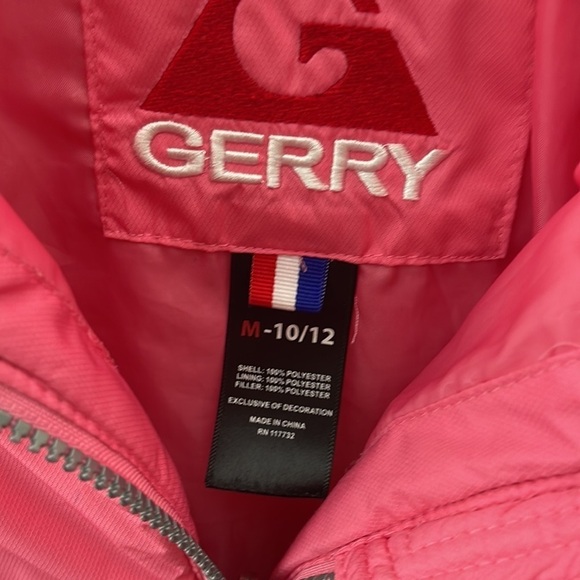 G
GERRY
M-10/12
SHELL: 100% POLYESTER
LINING: 100% POLYESTER
FILLER: 100% POLYESTER
EXCLUSIVE OF DECORATION
MADE IN CHINA
RN 117732